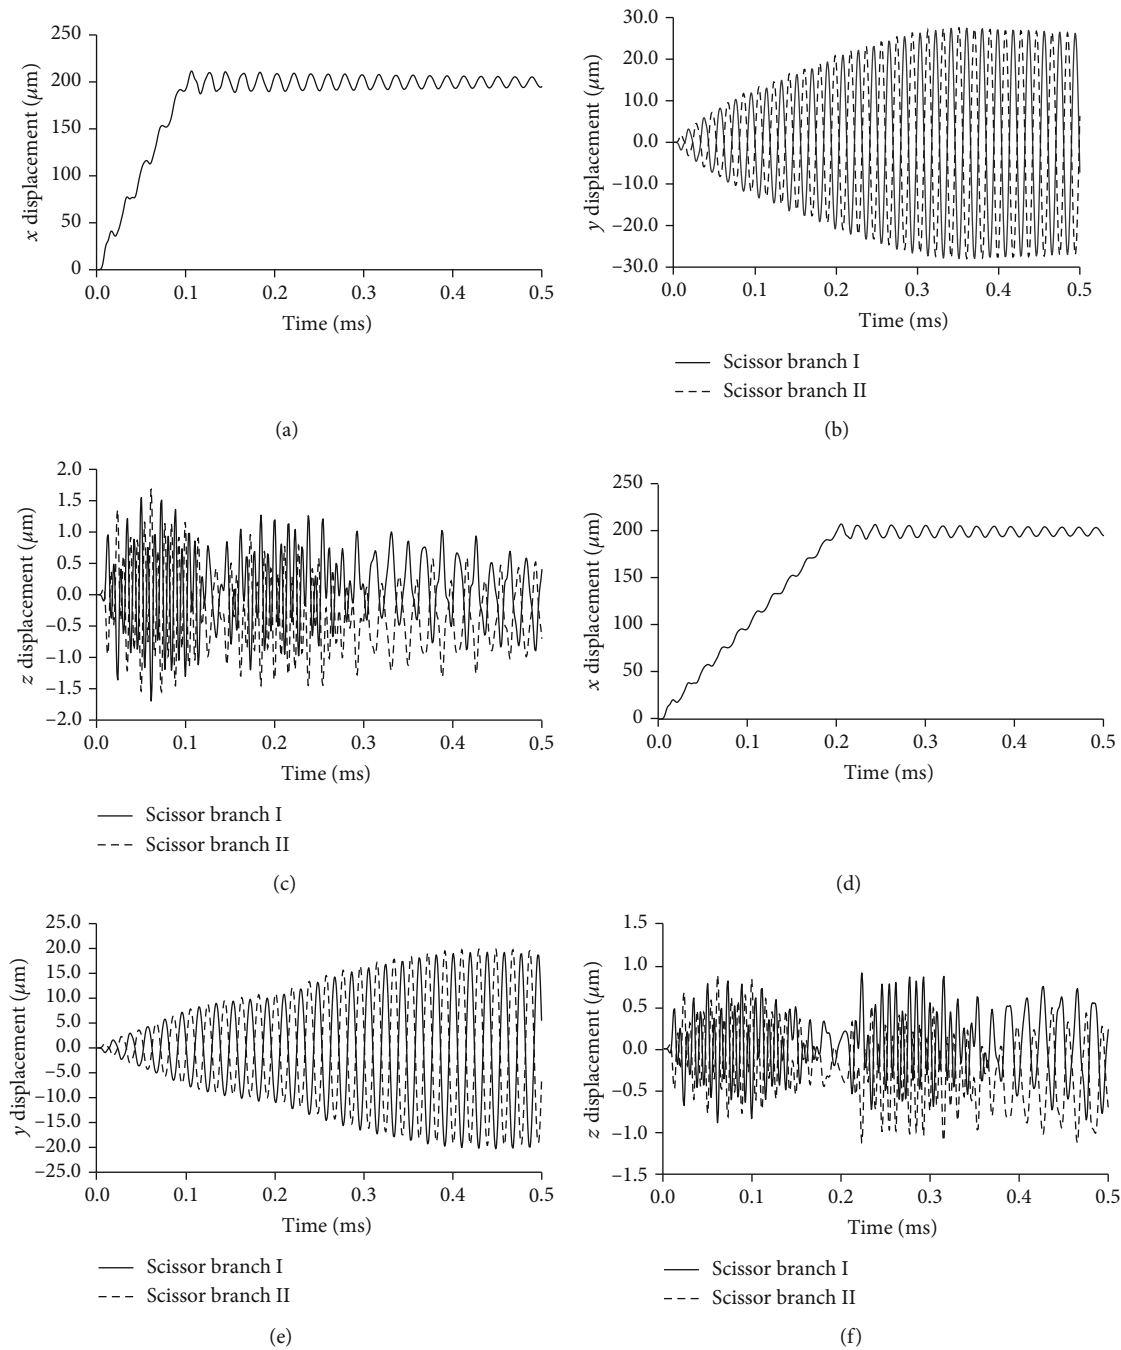 250
200
150
100
50
0
x displacement (μm)
0.0 0.1 0.2 0.3 0.4 0.5
Time (ms)
(a)
30.0
20.0
10.0
0.0
–10.0
–20.0
–30.0
y displacement (μm)
0.0 0.1 0.2 0.3 0.4 0.5
Time (ms)
Scissor branch I
Scissor branch II
(b)
2.0
1.5
1.0
0.5
0.0
–0.5
–1.0
–1.5
–2.0
z displacement (μm)
0.0 0.1 0.2 0.3 0.4 0.5
Time (ms)
Scissor branch I
Scissor branch II
(c)
250
200
150
100
50
0
x displacement (μm)
0.0 0.1 0.2 0.3 0.4 0.5
Time (ms)
(d)
25.0
20.0
15.0
10.0
5.0
0.0
–5.0
–10.0
–15.0
–20.0
–25.0
y displacement (μm)
0.0 0.1 0.2 0.3 0.4 0.5
Time (ms)
Scissor branch I
Scissor branch II
(e)
1.5
1.0
0.5
0.0
–0.5
–1.0
–1.5
z displacement (μm)
0.0 0.1 0.2 0.3 0.4 0.5
Time (ms)
Scissor branch I
Scissor branch II
(f)